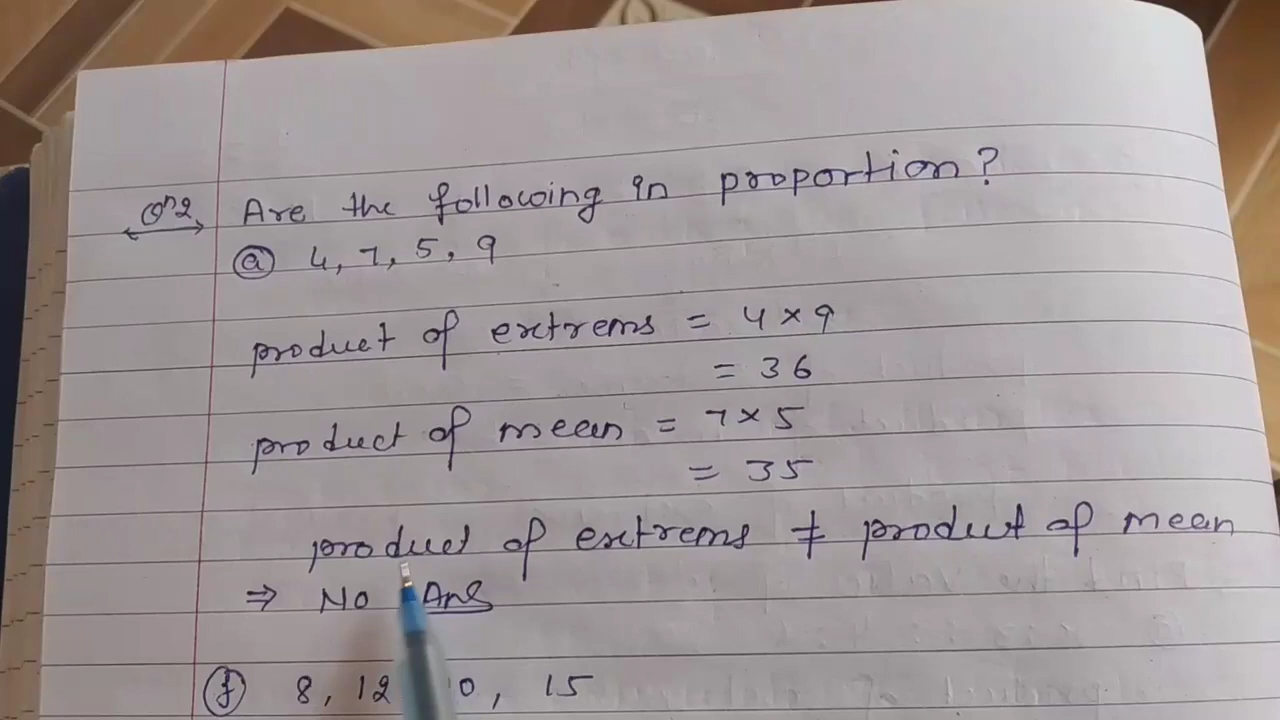 Qn2 Are the following in proportion?
(a) 4, 7, 5, 9
product of extrems = 4 × 9
= 36
product of mean = 7 × 5
= 35
product of extrems ≠ product of mean
⇒ No Ans
(f) 8, 12 0, 15